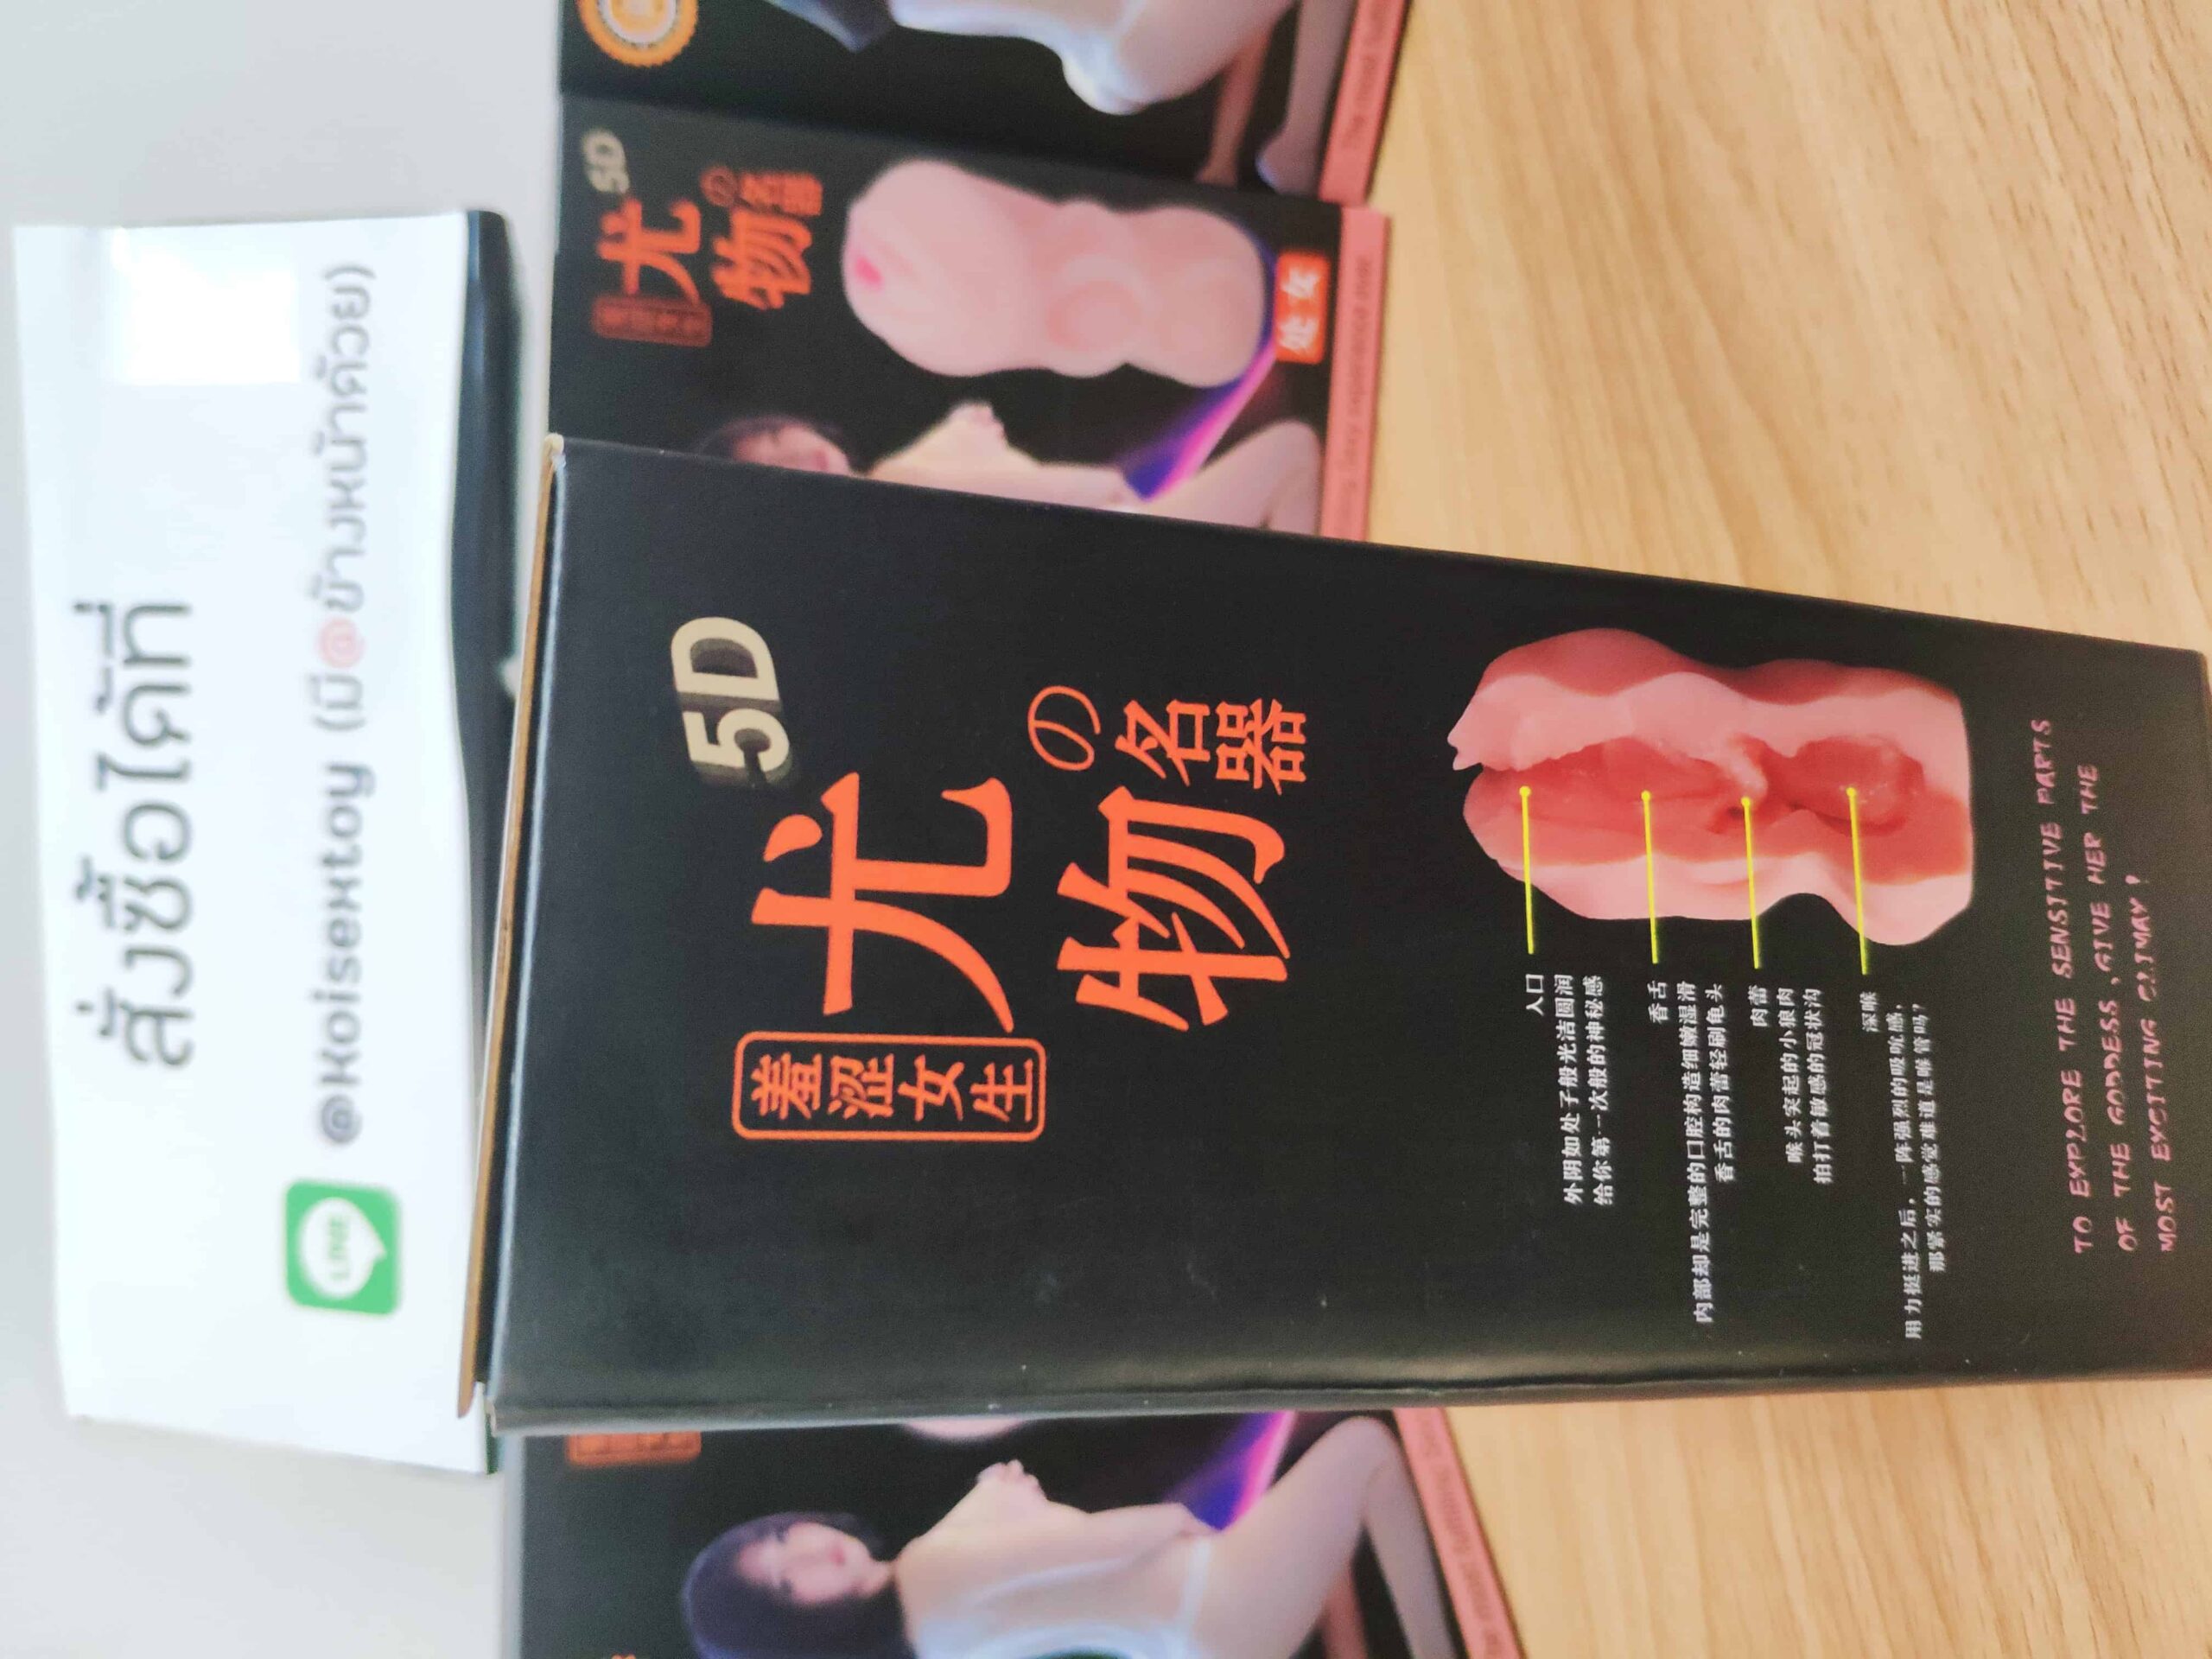 สั่งซื้อได้ที่
LINE
@Koisextoy (มี@ข้างหน้าด้วย)
5D
尤物
の名器
处女
5D
羞涩女生
尤物
の名器
入口
外阴如处子般光洁圆润
给你第一次般的神秘感
香舌
内部却是完整的口腔构造细嫩湿滑
香舌的肉蕾轻刷龟头
肉蕾
喉头突起的小狼肉
拍打着敏感的冠状沟
深喉
用力挺进之后，一阵强烈的吸吮感，
那紧实的感觉难道是喉管吗？
TO EXPLORE THE SENSITIVE PARTS
OF THE GODDESS,GIVE HER THE
MOST EXCITING CLIMAX!